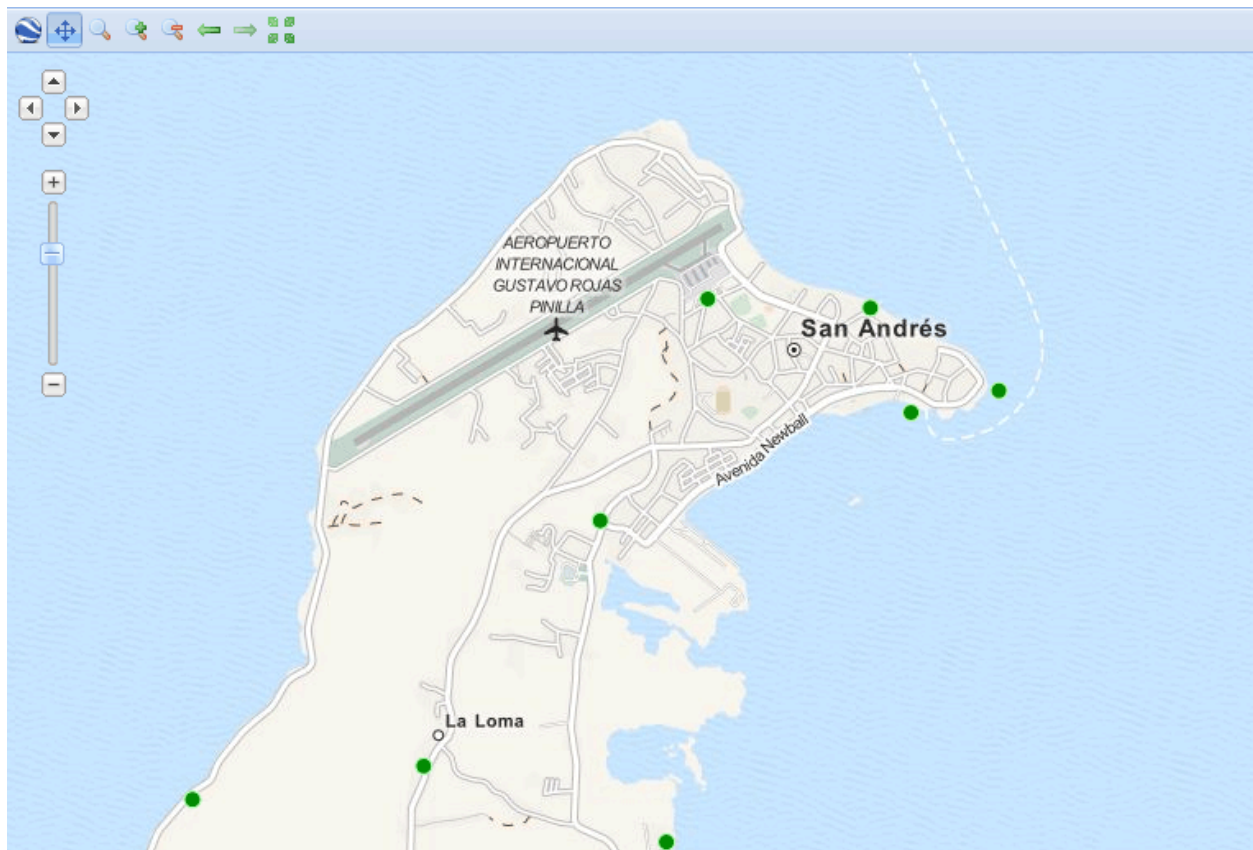 AEROPUERTO
INTERNACIONAL
GUSTAVO ROJAS
PINILLA
San Andrés
Avenida Newball
La Loma